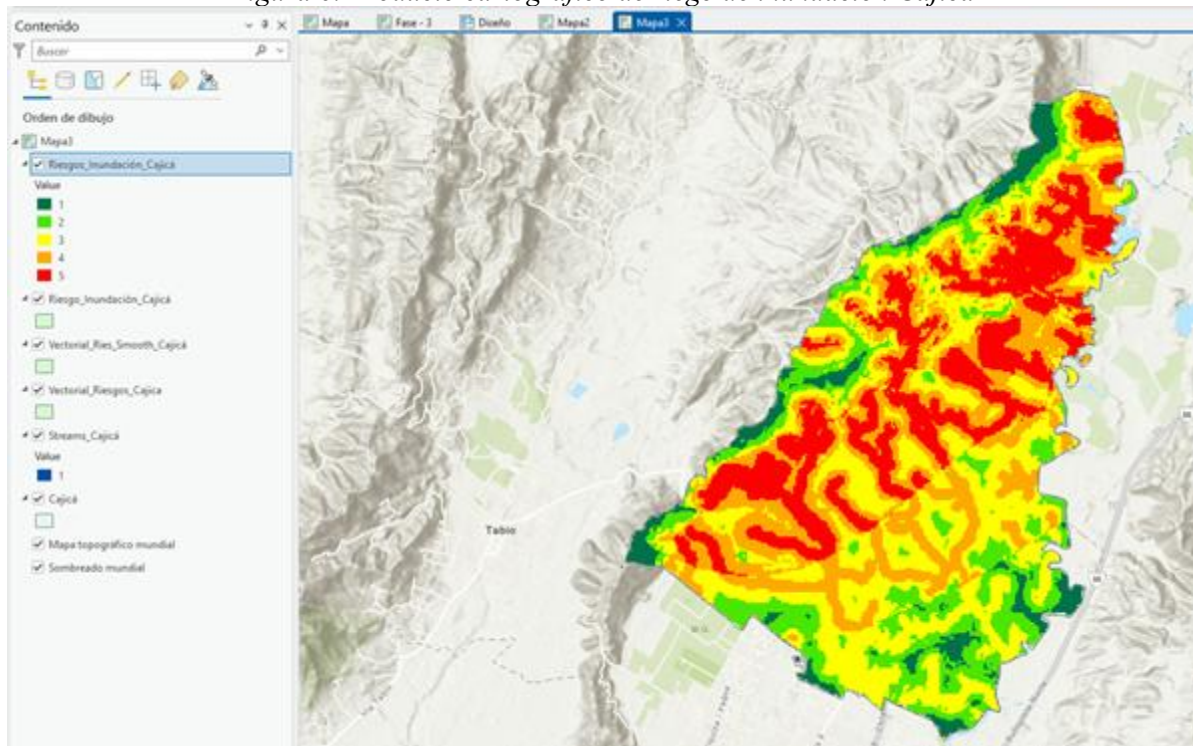 Contenido
Buscar
Orden de dibujo
Mapa3
Riesgos_Inundación_Cajicá
Value
1
2
3
4
5
Riesgo_Inundación_Cajicá
Vectorial_Ries_Smooth_Cajicá
Vectorial_Riesgos_Cajica
Streams_Cajicá
Value
1
Cajicá
Mapa topográfico mundial
Sombreado mundial
Mapa
Fase - 3
Diseño
Mapa2
Mapa3
Tabio